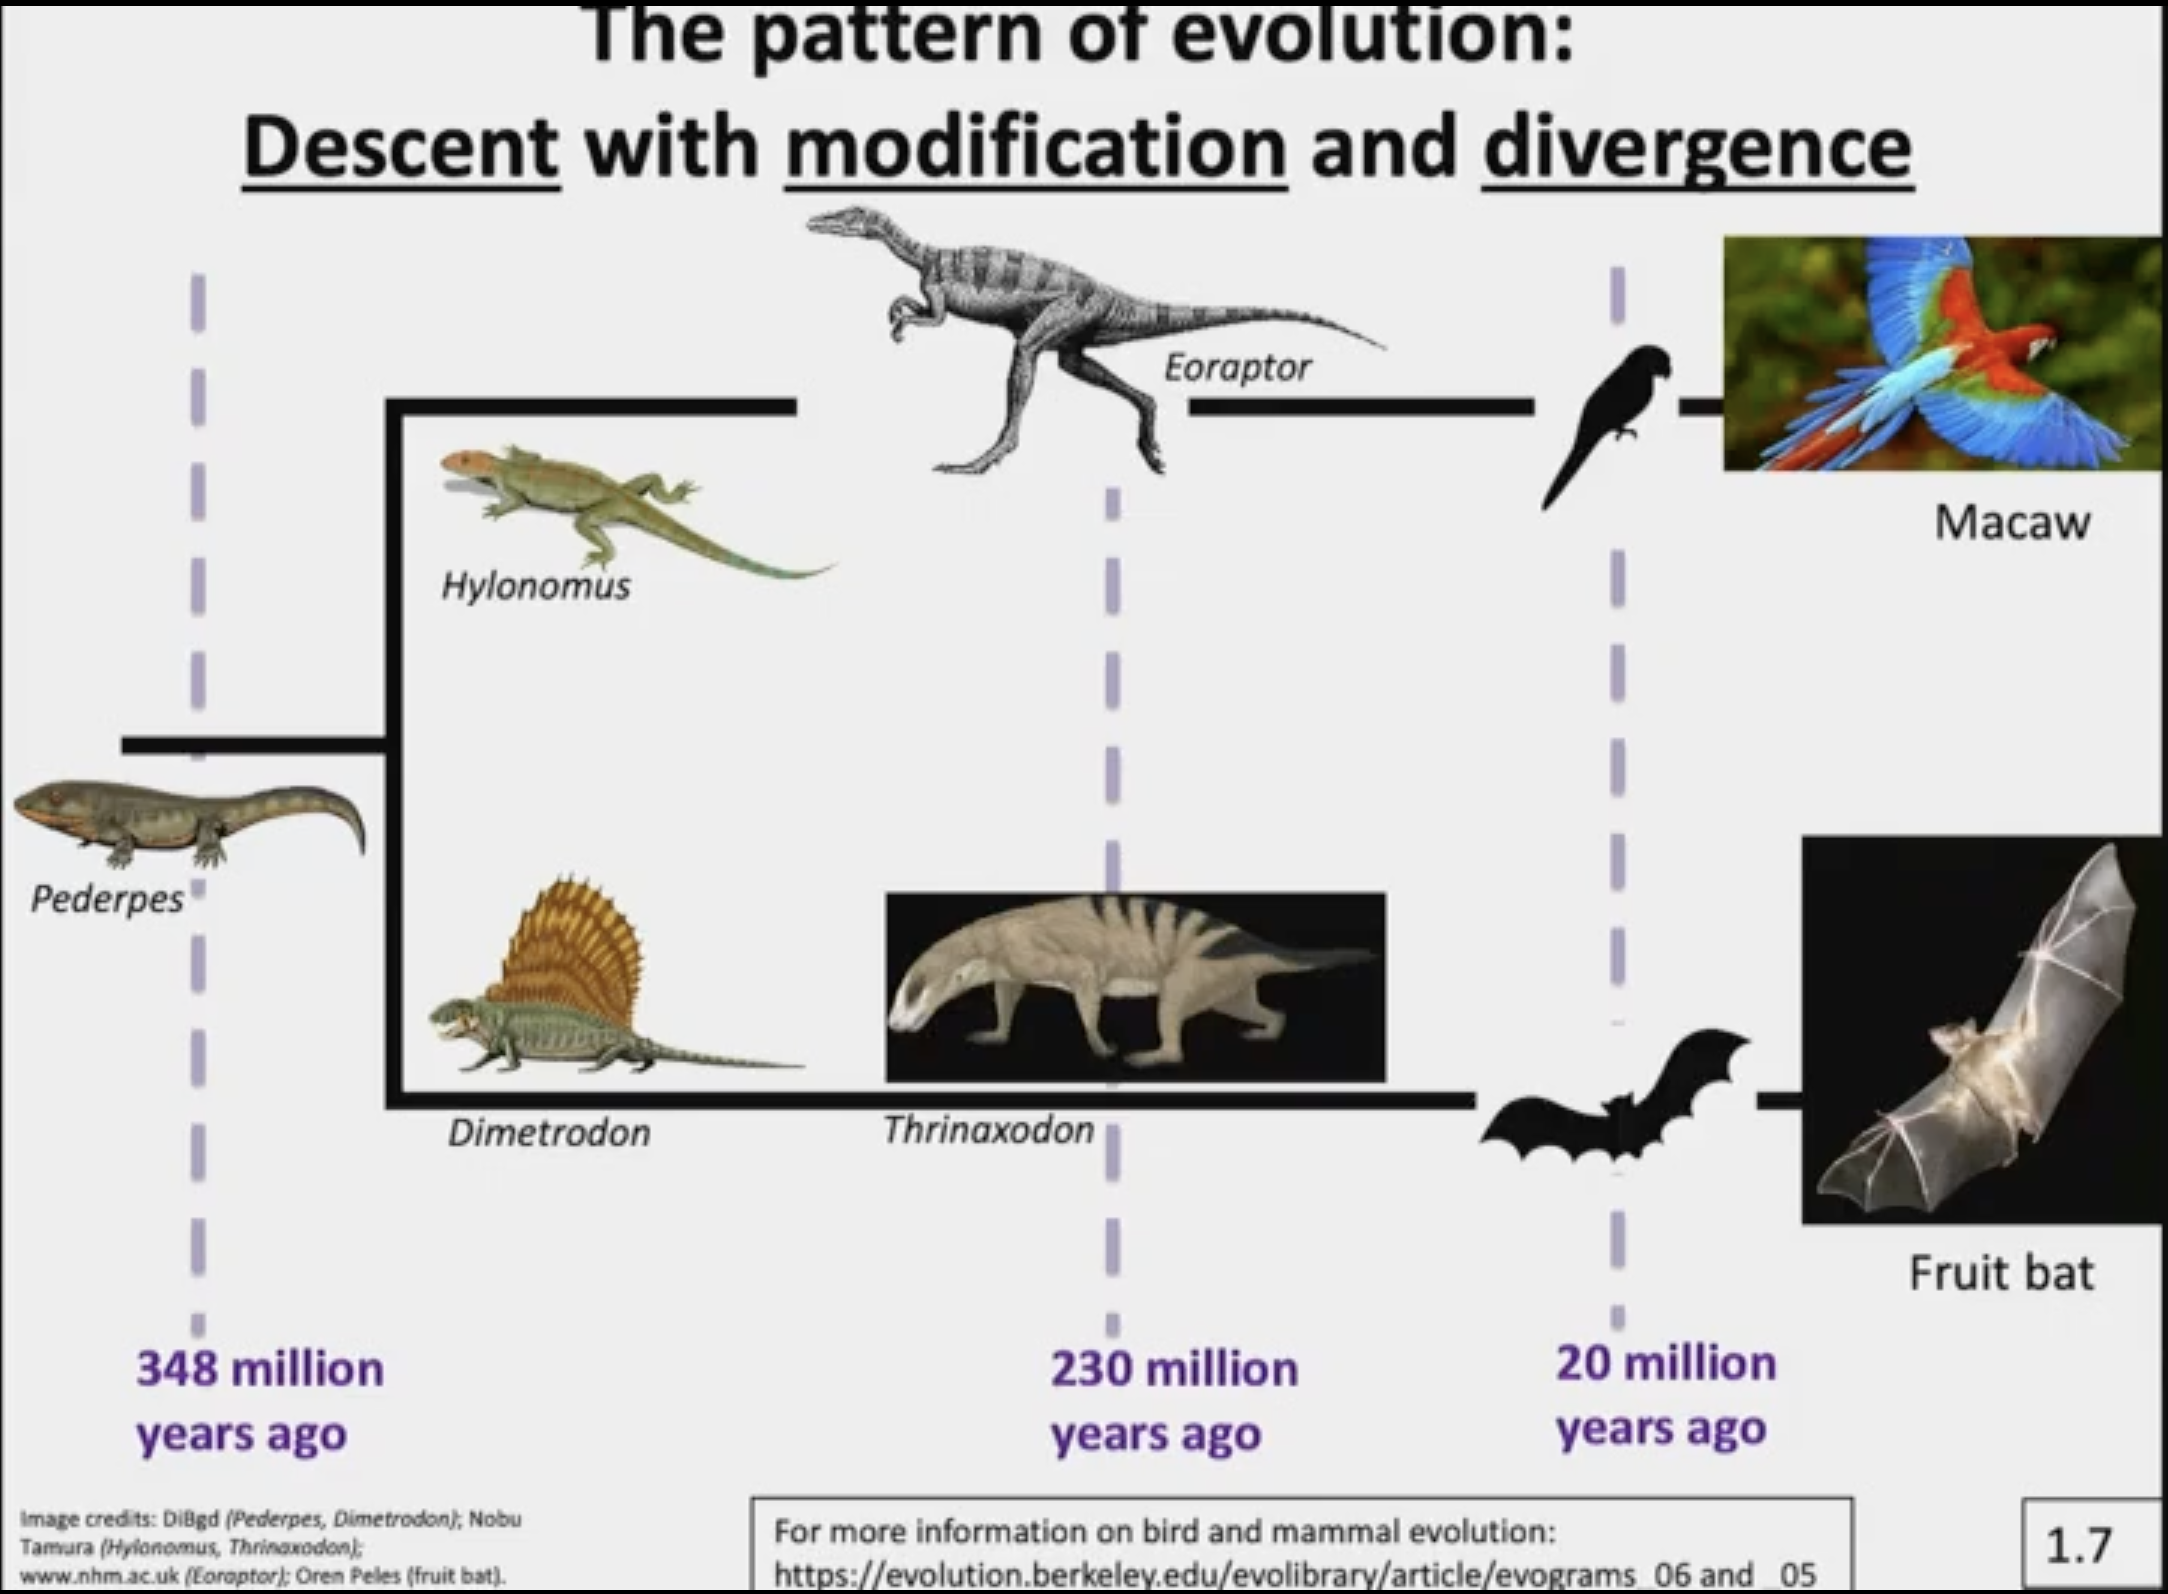 The pattern of evolution:
Descent with modification and divergence
Eoraptor
Macaw
Hylonomus
Pederpes
Dimetrodon
Thrinaxodon
Fruit bat
348 million
years ago
230 million
years ago
20 million
years ago
Image credits: DiBgd (Pederpes, Dimetrodon); Nobu
Tamura (Hylonomus, Thrinaxodon);
www.nhm.ac.uk (Eoraptor); Oren Peles (fruit bat).
For more information on bird and mammal evolution:
https://evolution.berkeley.edu/evolibrary/article/evograms_06 and _05
1.7